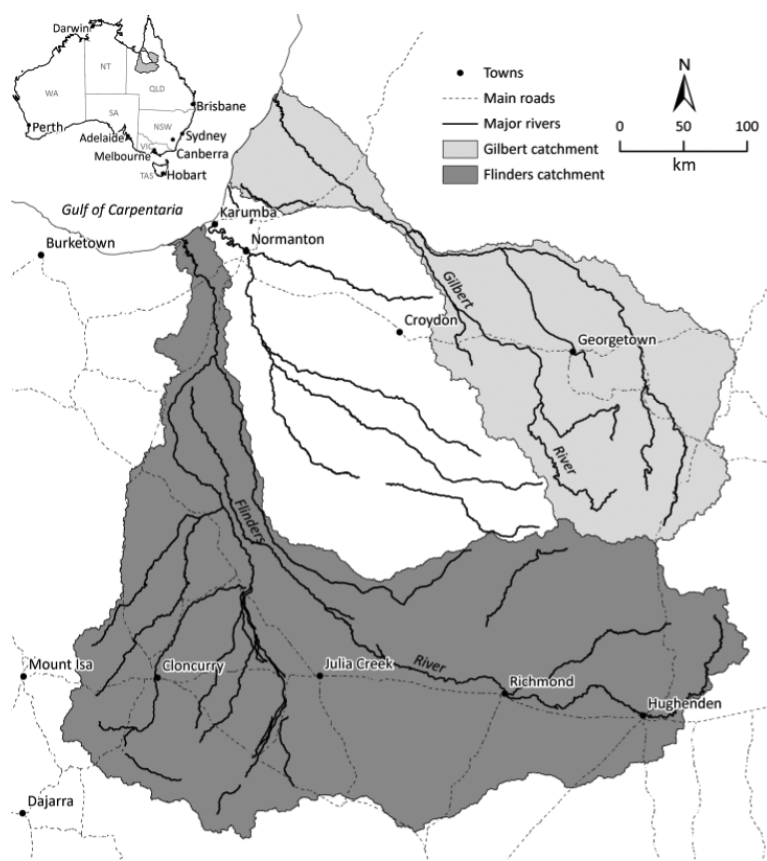 Darwin
NT
WA
QLD
SA
Brisbane
NSW
Perth
Adelaide
Sydney
VIC
Canberra
Melbourne
TAS
Hobart
Towns
Main roads
Major rivers
Gilbert catchment
Flinders catchment
N
0 50 100
km
Gulf of Carpentaria
Karumba
Burketown
Normanton
Gilbert
Croydon
Georgetown
River
Flinders
Mount Isa
Cloncurry
Julia Creek
River
Richmond
Hughenden
Dajarra